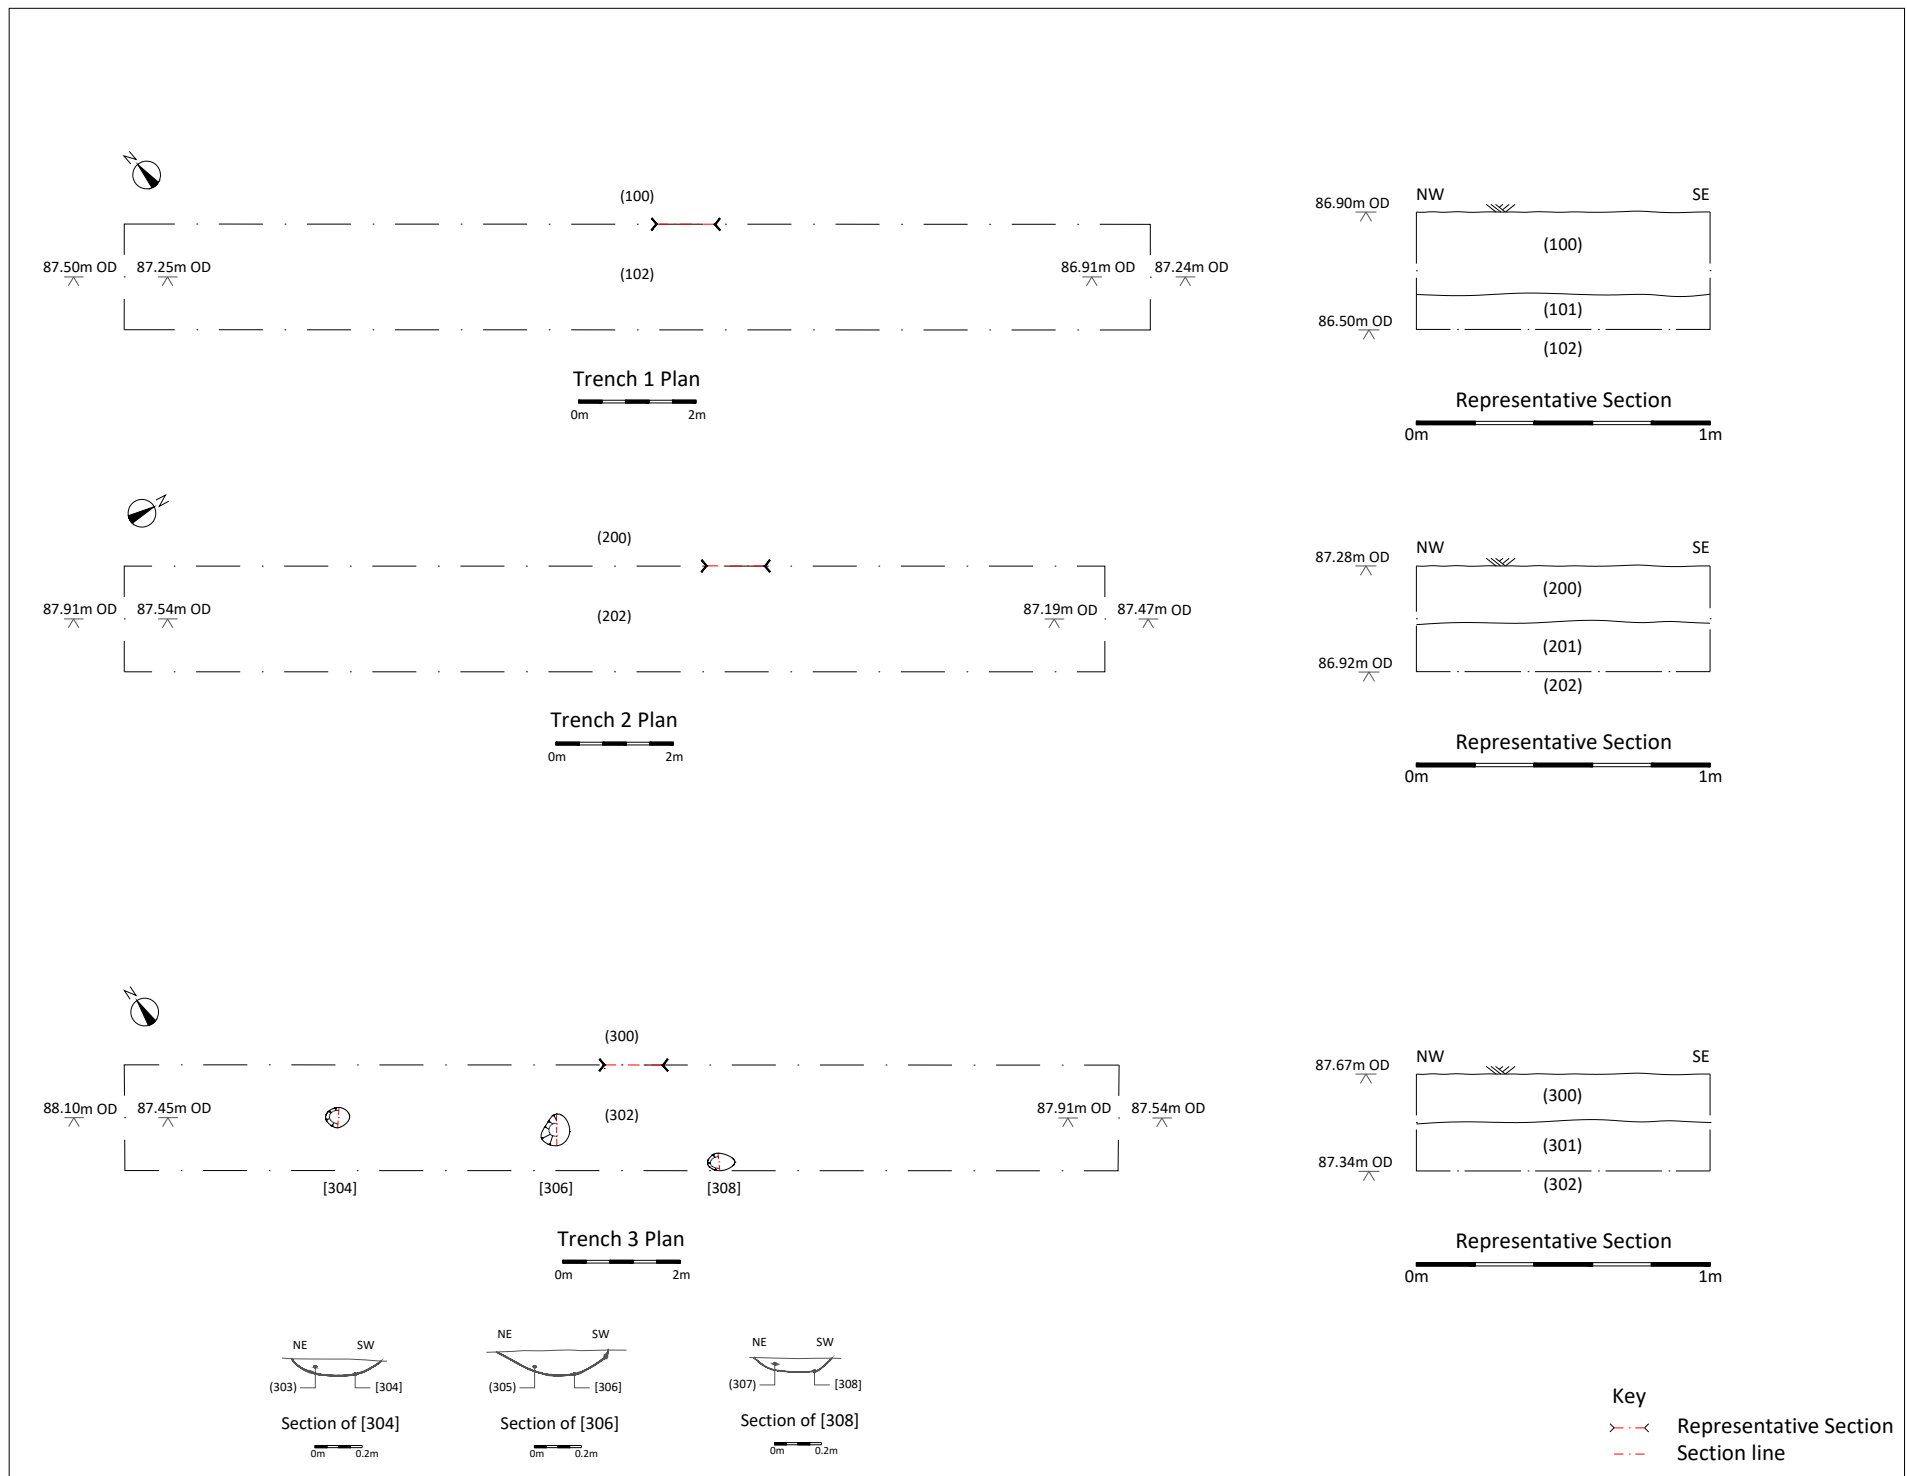 N
(100)
87.50m OD
87.25m OD
(102)
86.91m OD
87.24m OD
Trench 1 Plan
0m
2m
NW
SE
86.90m OD
(100)
(101)
86.50m OD
(102)
Representative Section
0m
1m
N
(200)
87.91m OD
87.54m OD
(202)
87.19m OD
87.47m OD
Trench 2 Plan
0m
2m
NW
SE
87.28m OD
(200)
(201)
86.92m OD
(202)
Representative Section
0m
1m
N
(300)
88.10m OD
87.45m OD
(302)
87.91m OD
87.54m OD
[304]
[306]
[308]
Trench 3 Plan
0m
2m
NW
SE
87.67m OD
(300)
(301)
87.34m OD
(302)
Representative Section
0m
1m
NE
SW
(303)
[304]
Section of [304]
0m
0.2m
NE
SW
(305)
[306]
Section of [306]
0m
0.2m
NE
SW
(307)
[308]
Section of [308]
0m
0.2m
Key
Representative Section
Section line